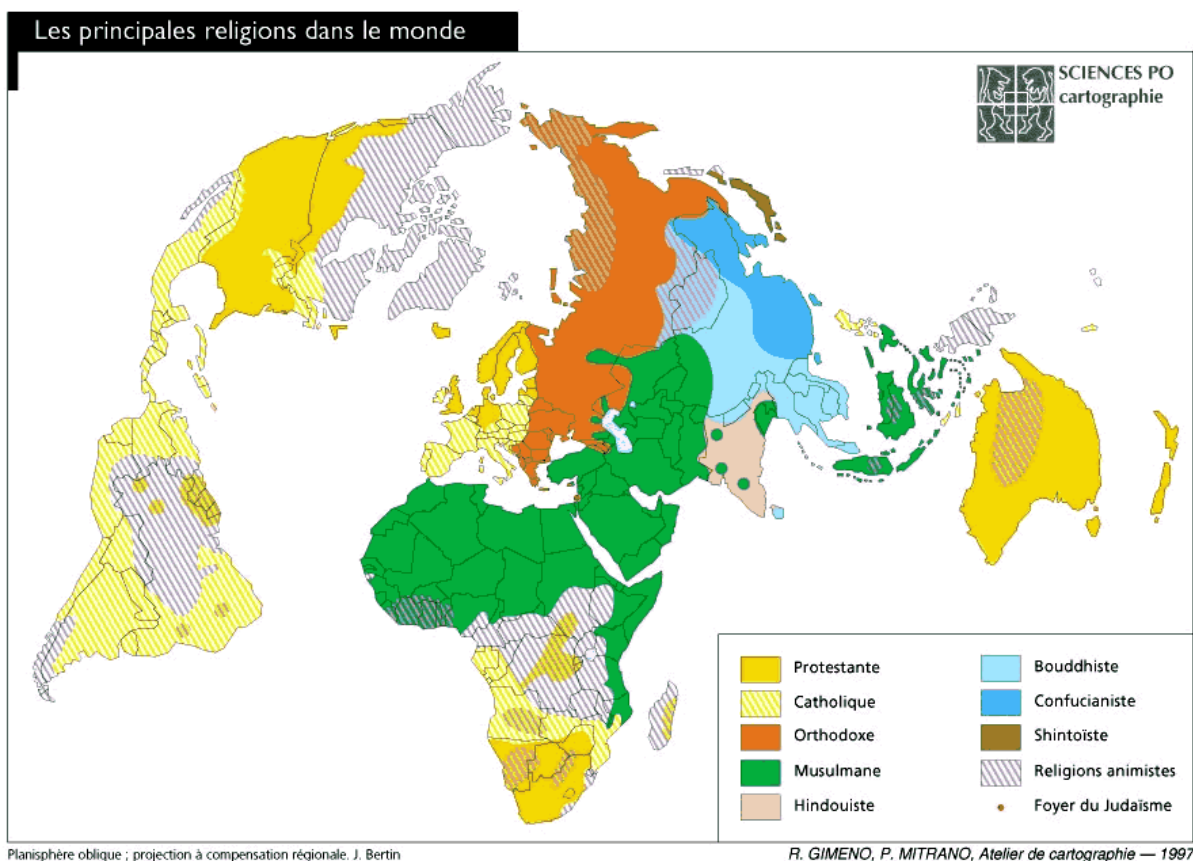 Les principales religions dans le monde
SCIENCES PO
cartographie
Protestante
Catholique
Orthodoxe
Musulmane
Hindouiste
Bouddhiste
Confucianiste
Shintoïste
Religions animistes
Foyer du Judaïsme
Planisphère oblique ; projection à compensation régionale. J. Bertin
R. GIMENO, P. MITRANO, Atelier de cartographie — 1997